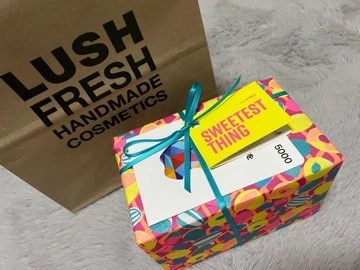 LUSH
FRESH
HANDMADE
COSMETICS
SWEETEST
THING
5000